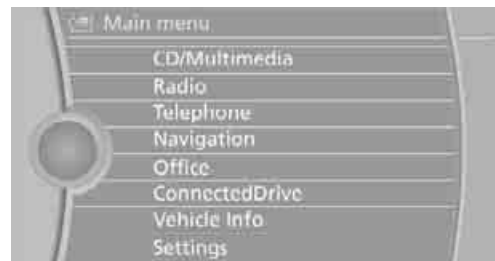 Main menu
CD/Multimedia
Radio
Telephone
Navigation
Office
ConnectedDrive
Vehicle Info
Settings